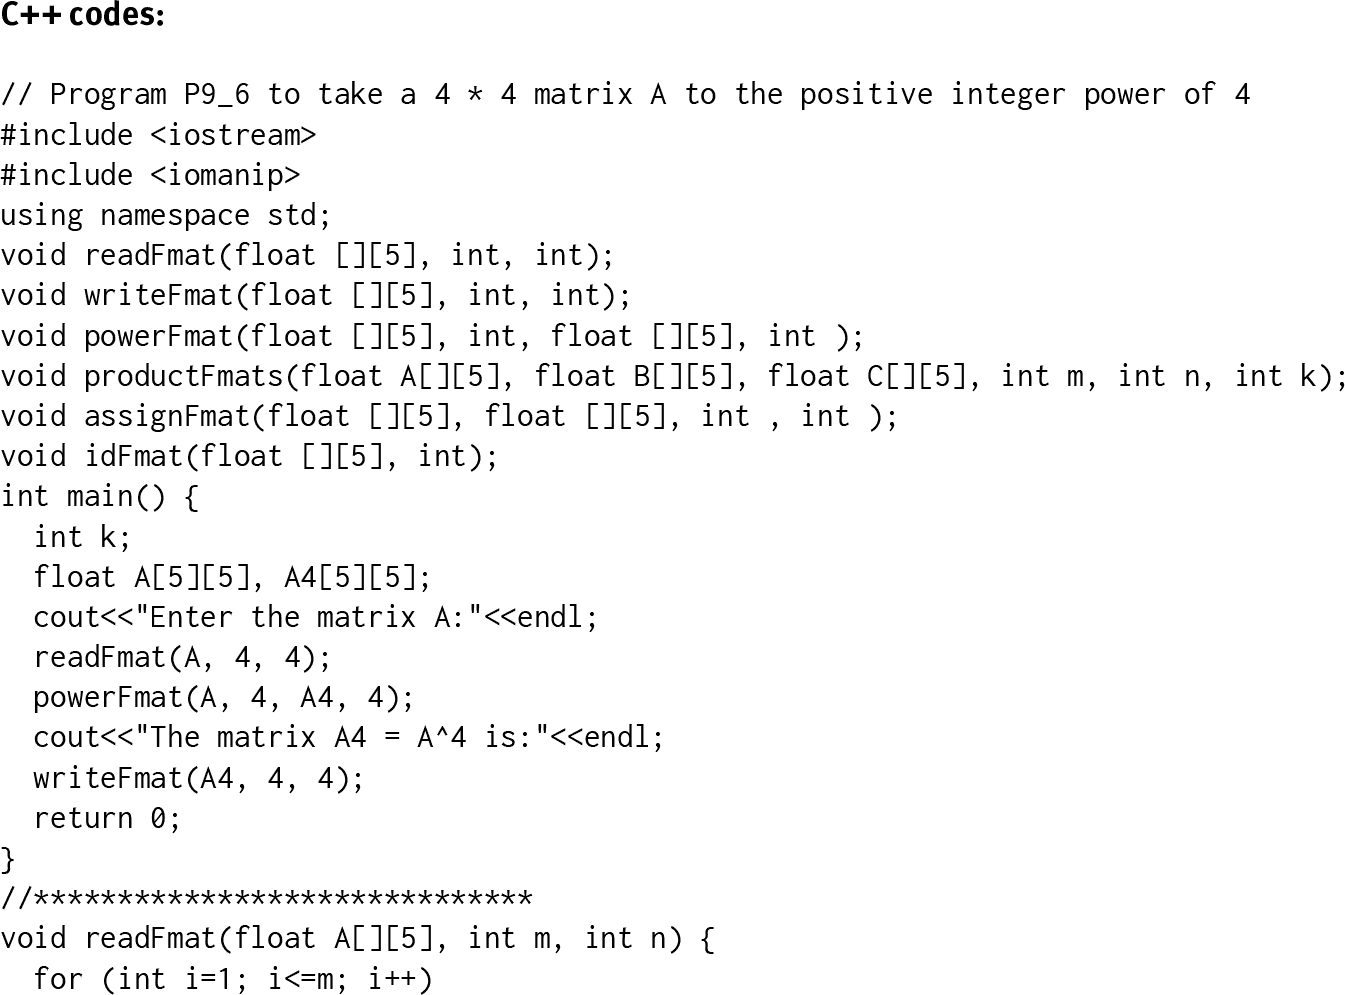 C++ codes:
// Program P9_6 to take a 4 * 4 matrix A to the positive integer power of 4
#include <iostream>
#include <iomanip>
using namespace std;
void readFmat(float [][5], int, int);
void writeFmat(float [][5], int, int);
void powerFmat(float [][5], int, float [][5], int );
void productFmats(float A[][5], float B[][5], float C[][5], int m, int n, int k);
void assignFmat(float [][5], float [][5], int , int );
void idFmat(float [][5], int);
int main() {
  int k;
  float A[5][5], A4[5][5];
  cout<<"Enter the matrix A:"<<endl;
  readFmat(A, 4, 4);
  powerFmat(A, 4, A4, 4);
  cout<<"The matrix A4 = A^4 is:"<<endl;
  writeFmat(A4, 4, 4);
  return 0;
}
//******************************
void readFmat(float A[][5], int m, int n) {
  for (int i=1; i<=m; i++)